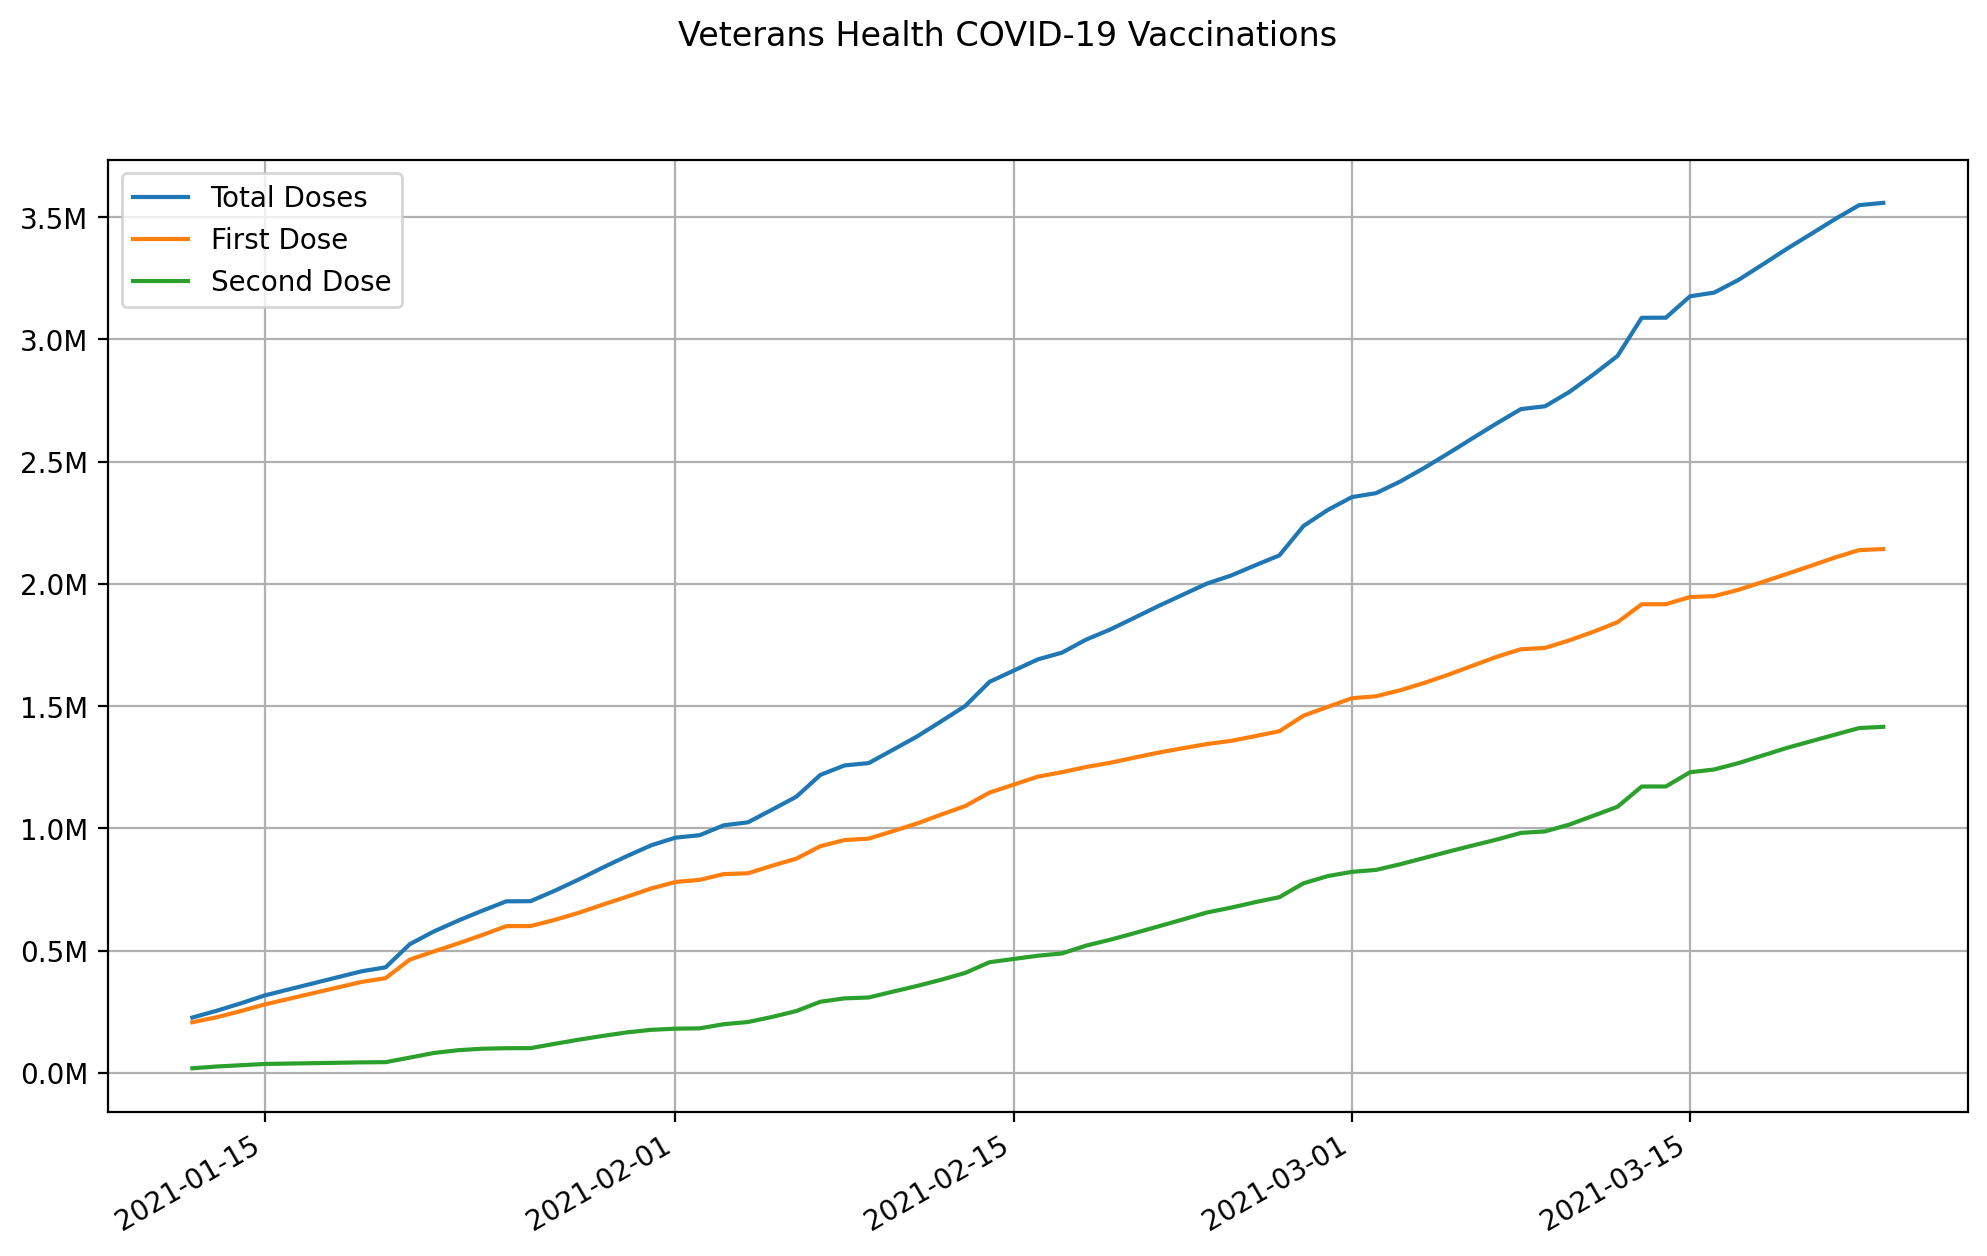 Veterans Health COVID-19 Vaccinations
Total Doses
First Dose
Second Dose
3.5M
3.0M
2.5M
2.0M
1.5M
1.0M
0.5M
0.0M
2021-01-15
2021-02-01
2021-02-15
2021-03-01
2021-03-15